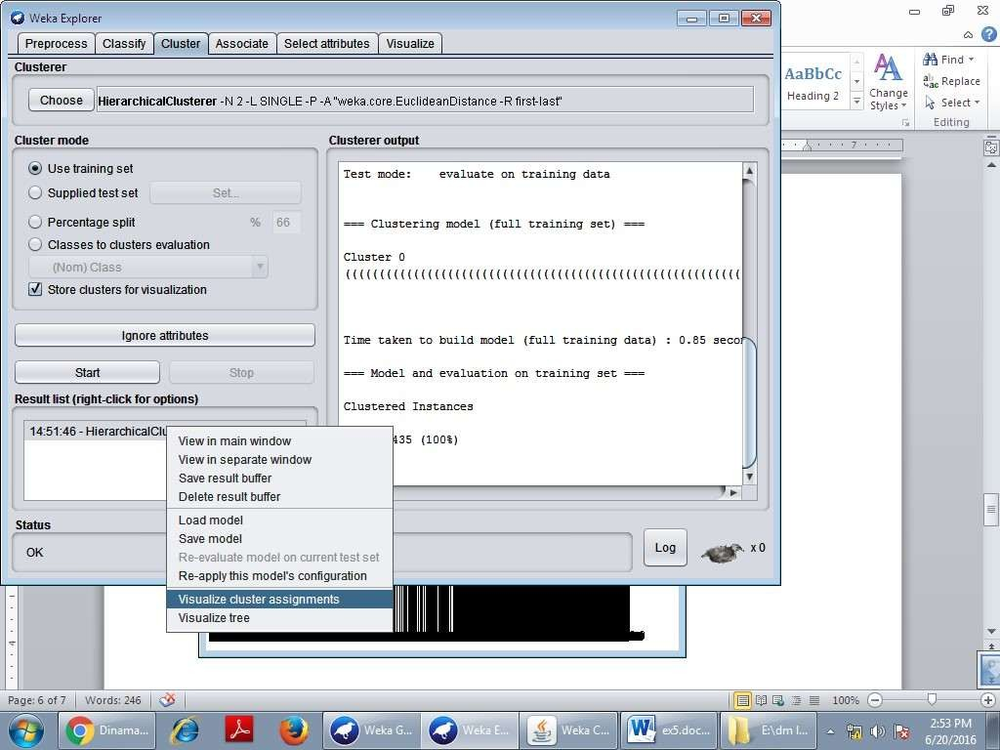 Weka Explorer
Preprocess Classify Cluster Associate Select attributes Visualize
Clusterer
Choose HierarchicalClusterer -N 2 -L SINGLE -P -A "weka.core.EuclideanDistance -R first-last"
Cluster mode
Use training set
Supplied test set Set...
Percentage split % 66
Classes to clusters evaluation
(Nom) Class
Store clusters for visualization
Ignore attributes
Start Stop
Result list (right-click for options)
14:51:46 - HierarchicalClu
Clusterer output
Test mode: evaluate on training data
=== Clustering model (full training set) ===
Cluster 0
((((((((((((((((((((((((((((((((((((((((((((((((((((((((((
Time taken to build model (full training data) : 0.85 secon
=== Model and evaluation on training set ===
Clustered Instances
435 (100%)
View in main window
View in separate window
Save result buffer
Delete result buffer
Load model
Save model
Re-evaluate model on current test set
Re-apply this model's configuration
Visualize cluster assignments
Visualize tree
Status
OK
Log x 0
AaBbCc
Heading 2
Change
Styles
Find
Replace
Select
Editing
7
4
Page: 6 of 7 Words: 246 100%
Dinama... Weka G... Weka E... Weka C... ex5.doc... E:\dm l...
2:53 PM
6/20/2016